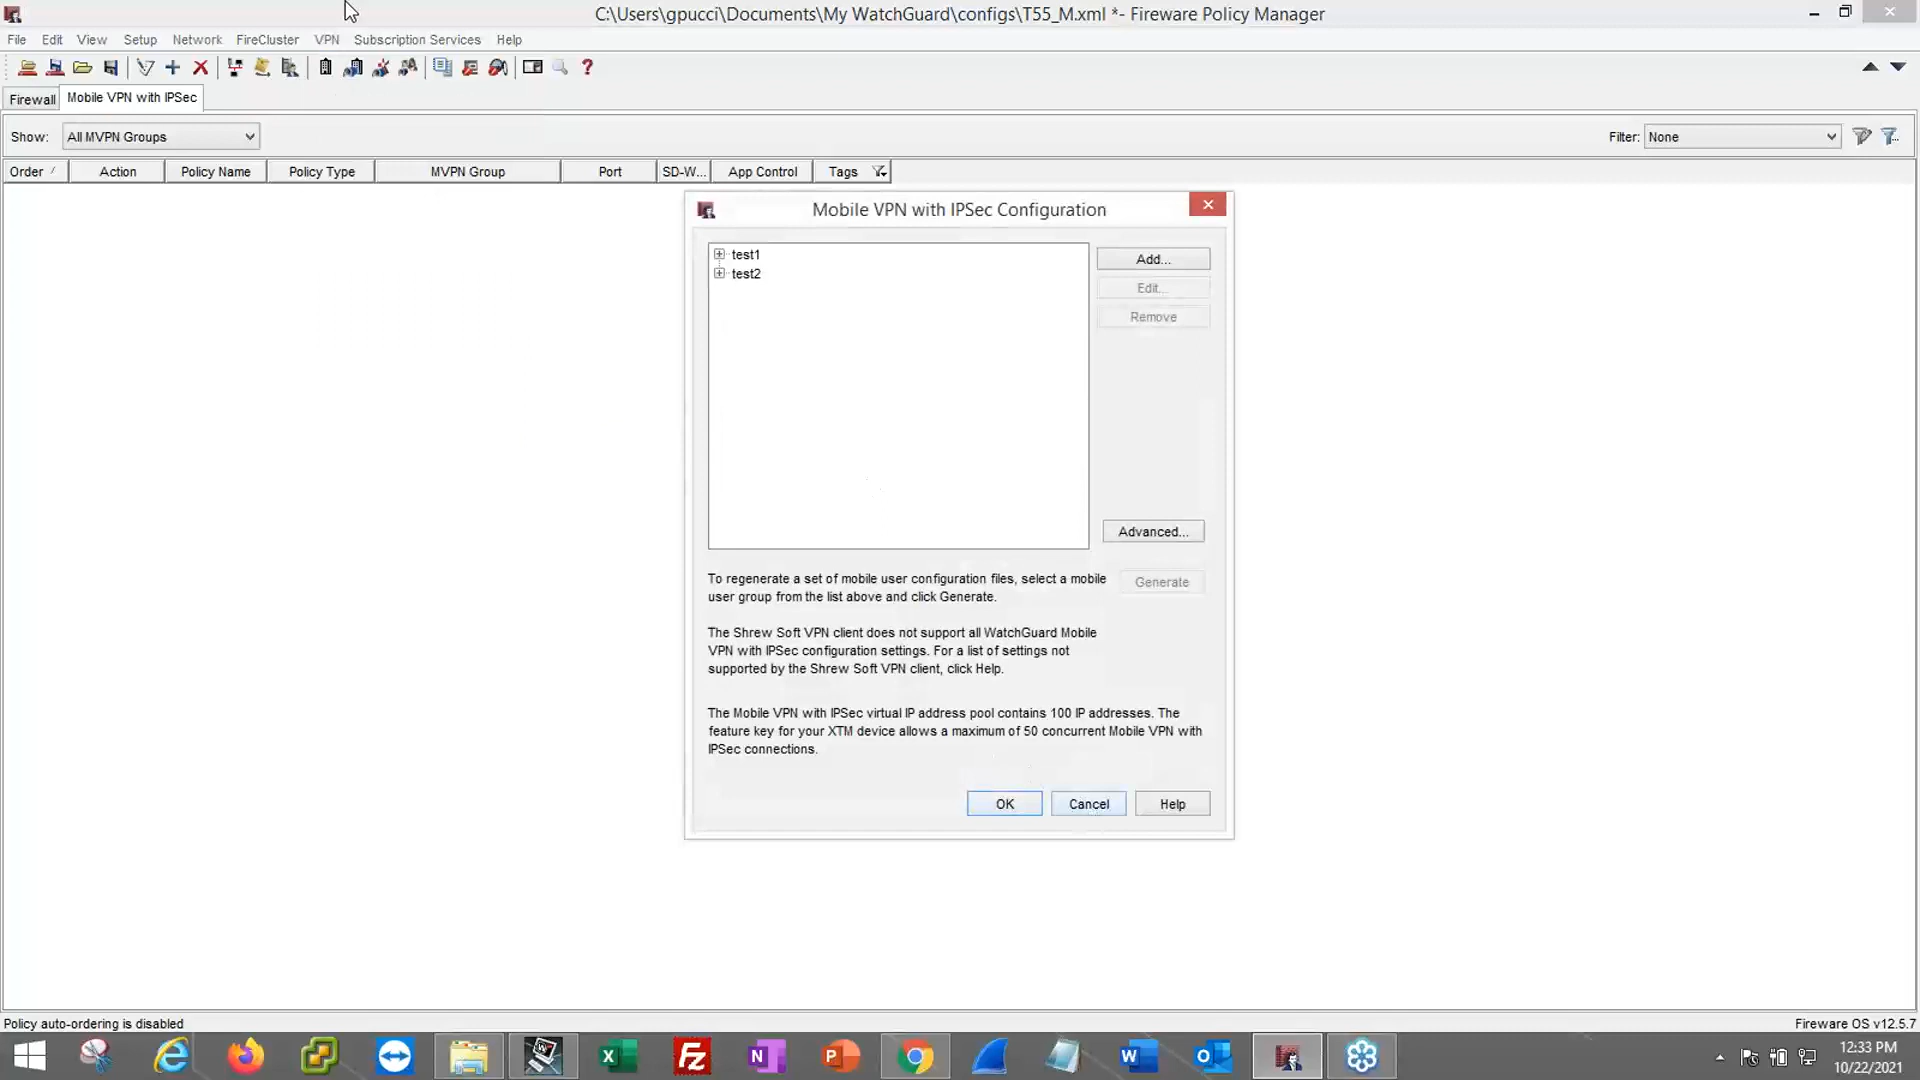 C:\Users\gpucci\Documents\My WatchGuard\configs\T55_M.xml *- Fireware Policy Manager
File Edit View Setup Network FireCluster VPN Subscription Services Help
Firewall Mobile VPN with IPSec
Show: All MVPN Groups Filter: None
Order / Action Policy Name Policy Type MVPN Group Port SD-W... App Control Tags
Mobile VPN with IPSec Configuration
test1
test2
Add...
Edit...
Remove
Advanced...
To regenerate a set of mobile user configuration files, select a mobile
user group from the list above and click Generate.
Generate
The Shrew Soft VPN client does not support all WatchGuard Mobile
VPN with IPSec configuration settings. For a list of settings not
supported by the Shrew Soft VPN client, click Help.
The Mobile VPN with IPSec virtual IP address pool contains 100 IP addresses. The
feature key for your XTM device allows a maximum of 50 concurrent Mobile VPN with
IPSec connections.
OK Cancel Help
Policy auto-ordering is disabled
Fireware OS v12.5.7
12:33 PM
10/22/2021